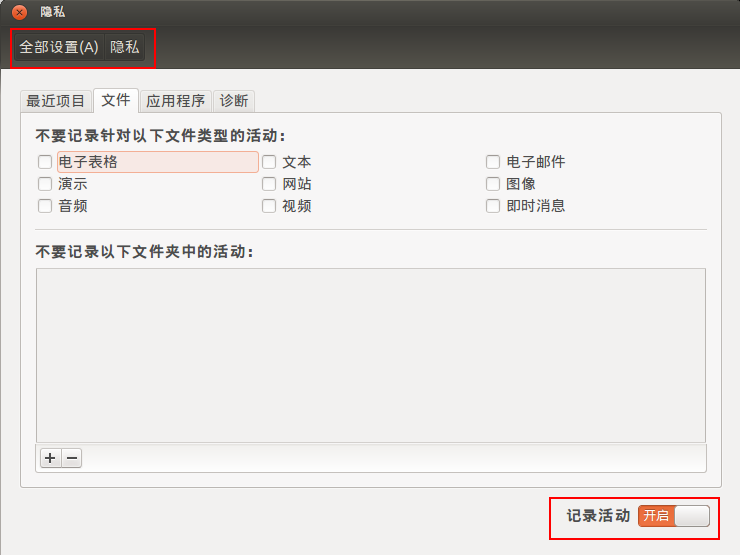 隐私
全部设置(A) 隐私
最近项目 文件 应用程序 诊断
不要记录针对以下文件类型的活动:
电子表格 文本 电子邮件
演示 网站 图像
音频 视频 即时消息
不要记录以下文件夹中的活动:
记录活动 开启